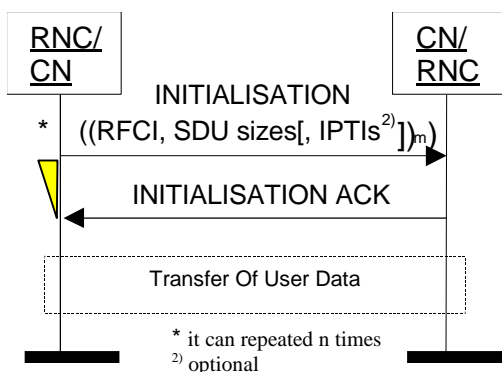 RNC/
CN
CN/
RNC
INITIALISATION
* ((RFCI, SDU sizes[, IPTIs2)])m)
INITIALISATION ACK
Transfer Of User Data
* it can repeated n times
2) optional